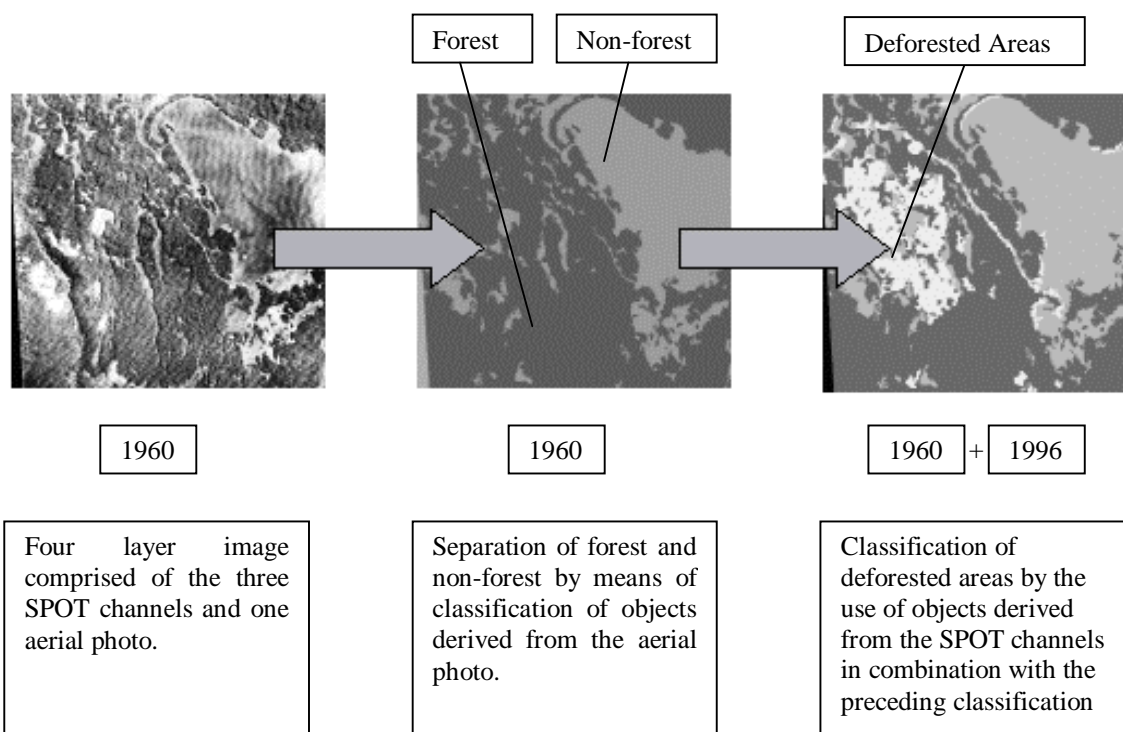 Forest
Non-forest
Deforested Areas
1960
1960
1960 + 1996
Four layer image
comprised of the three
SPOT channels and one
aerial photo.
Separation of forest and
non-forest by means of
classification of objects
derived from the aerial
photo.
Classification of
deforested areas by the
use of objects derived
from the SPOT channels
in combination with the
preceding classification